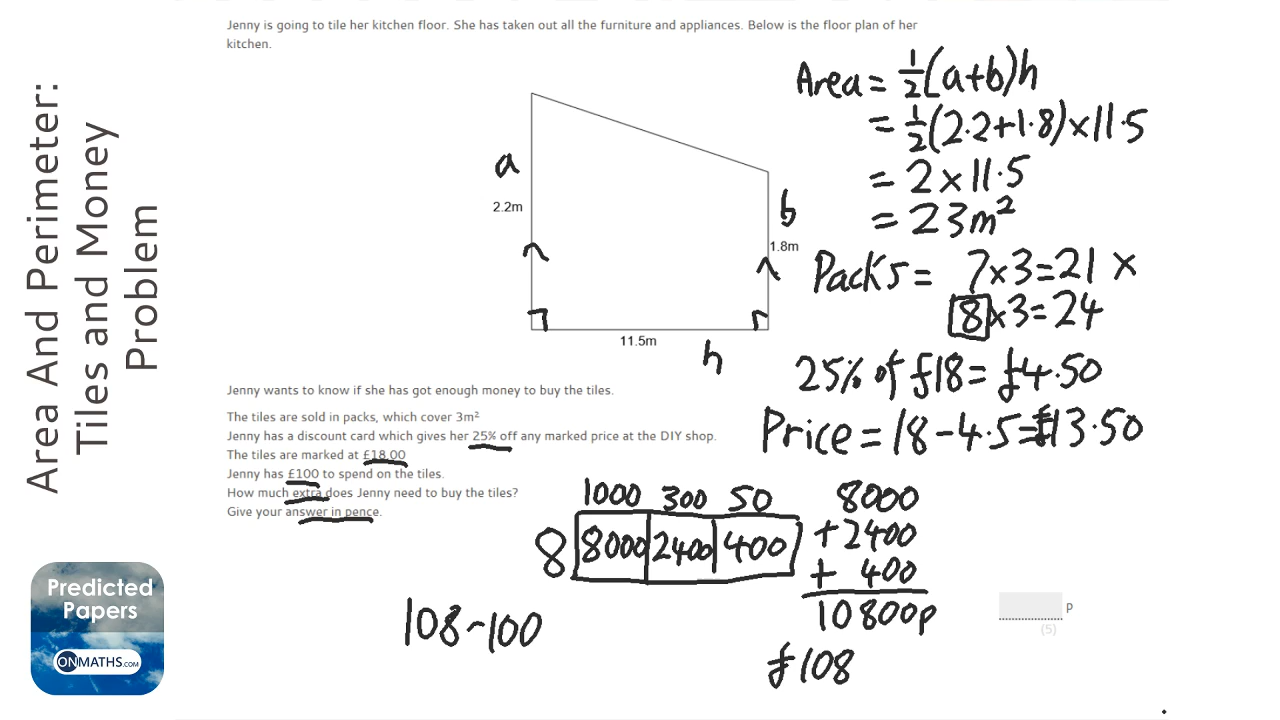 Area And Perimeter:
Tiles and Money
Problem
Jenny is going to tile her kitchen floor. She has taken out all the furniture and appliances. Below is the floor plan of her
kitchen.
a
2.2m
b
1.8m
11.5m
h
Area = ½(a+b)h
= ½(2.2+1.8)×11.5
= 2×11.5
= 23m²
Packs = 7×3=21 ×
8×3=24
25% of £18 = £4.50
Price = 18-4.5=£13.50
Jenny wants to know if she has got enough money to buy the tiles.
The tiles are sold in packs, which cover 3m²
Jenny has a discount card which gives her 25% off any marked price at the DIY shop.
The tiles are marked at £18.00
Jenny has £100 to spend on the tiles.
How much extra does Jenny need to buy the tiles?
Give your answer in pence.
1000 300 50
8 8000 2400 400
8000
+2400
+ 400
10800p
£108
108-100
p
(5)
Predicted
Papers
ONMATHS.COM